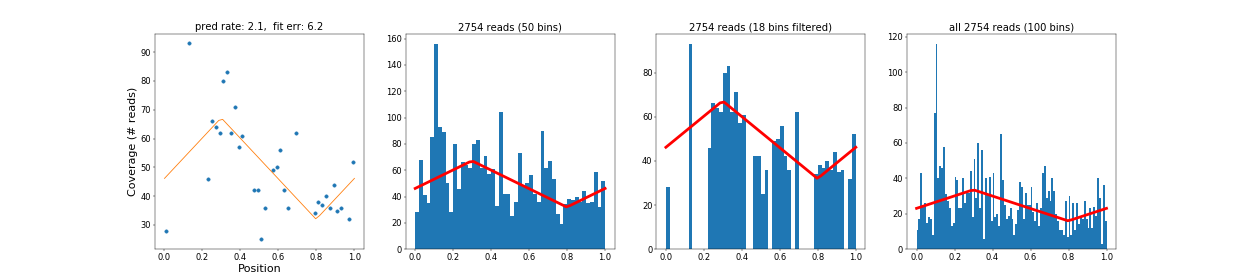 pred rate: 2.1,  fit err: 6.2
Coverage (# reads)
90
80
70
60
50
40
30
0.0 0.2 0.4 0.6 0.8 1.0
Position
2754 reads (50 bins)
160
140
120
100
80
60
40
20
0
0.0 0.2 0.4 0.6 0.8 1.0
2754 reads (18 bins filtered)
80
60
40
20
0
0.0 0.2 0.4 0.6 0.8 1.0
all 2754 reads (100 bins)
120
100
80
60
40
20
0
0.0 0.2 0.4 0.6 0.8 1.0